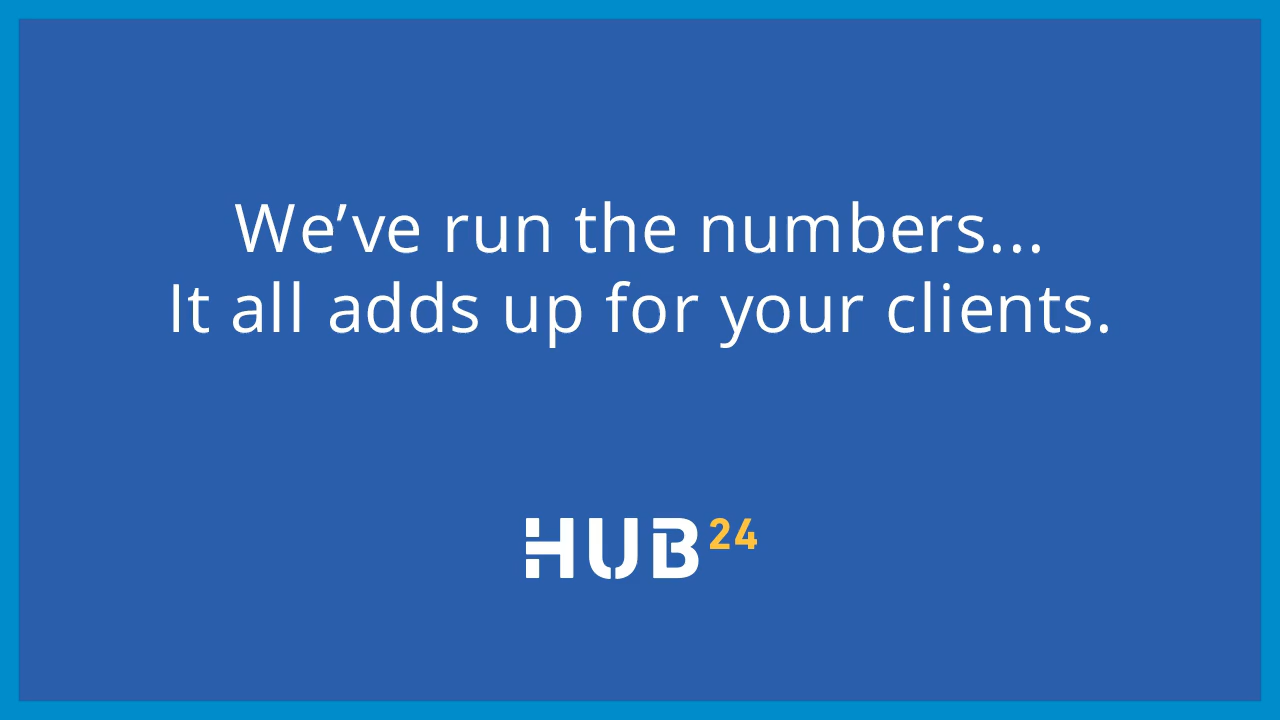 We’ve run the numbers...
It all adds up for your clients.
HUB24